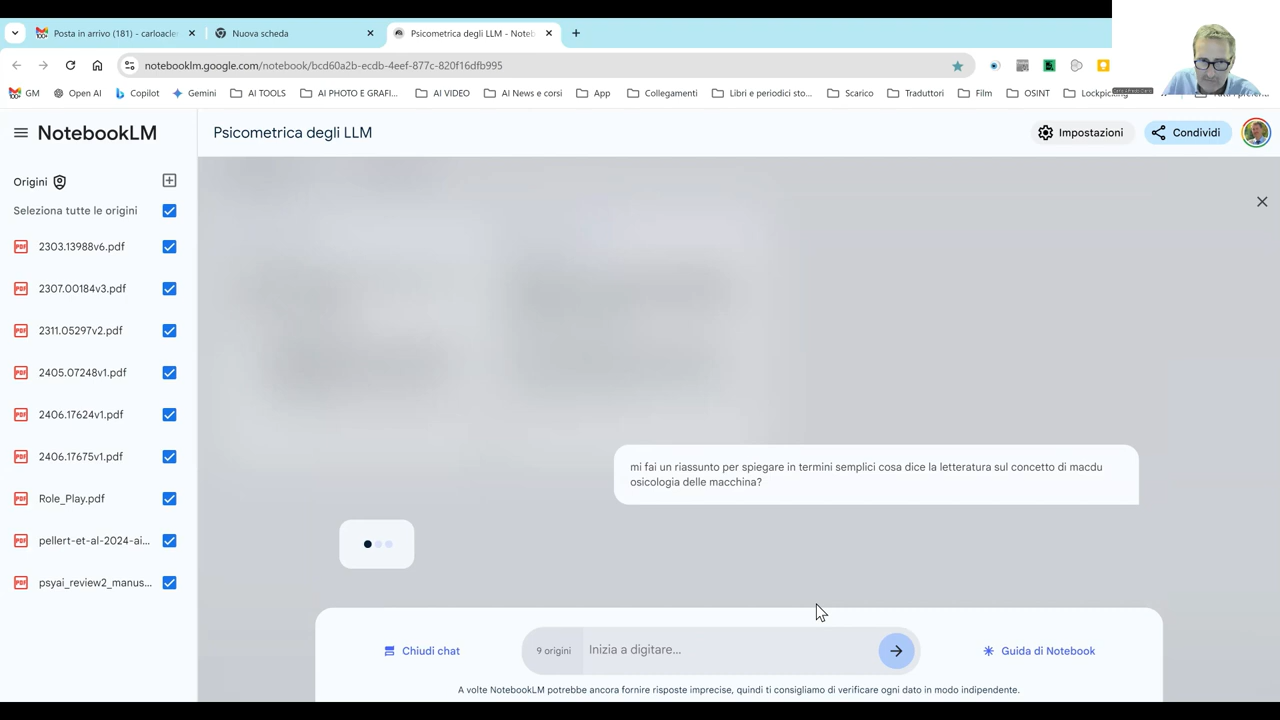 Posta in arrivo (181) - carloacler
Nuova scheda
Psicometrica degli LLM - Noteb
notebooklm.google.com/notebook/bcd60a2b-ecdb-4eef-877c-820f16dfb995
GM
Open AI
Copilot
Gemini
AI TOOLS
AI PHOTO E GRAFI...
AI VIDEO
AI News e corsi
App
Collegamenti
Libri e periodici sto...
Scarico
Traduttori
Film
OSINT
Lockpicking
NotebookLM
Psicometrica degli LLM
Impostazioni
Condividi
Origini
Seleziona tutte le origini
2303.13988v6.pdf
2307.00184v3.pdf
2311.05297v2.pdf
2405.07248v1.pdf
2406.17624v1.pdf
2406.17675v1.pdf
Role_Play.pdf
pellert-et-al-2024-ai...
psyai_review2_manus...
mi fai un riassunto per spiegare in termini semplici cosa dice la letteratura sul concetto di macdu
osicologia delle macchina?
Chiudi chat
9 origini
Inizia a digitare...
Guida di Notebook
A volte NotebookLM potrebbe ancora fornire risposte imprecise, quindi ti consigliamo di verificare ogni dato in modo indipendente.